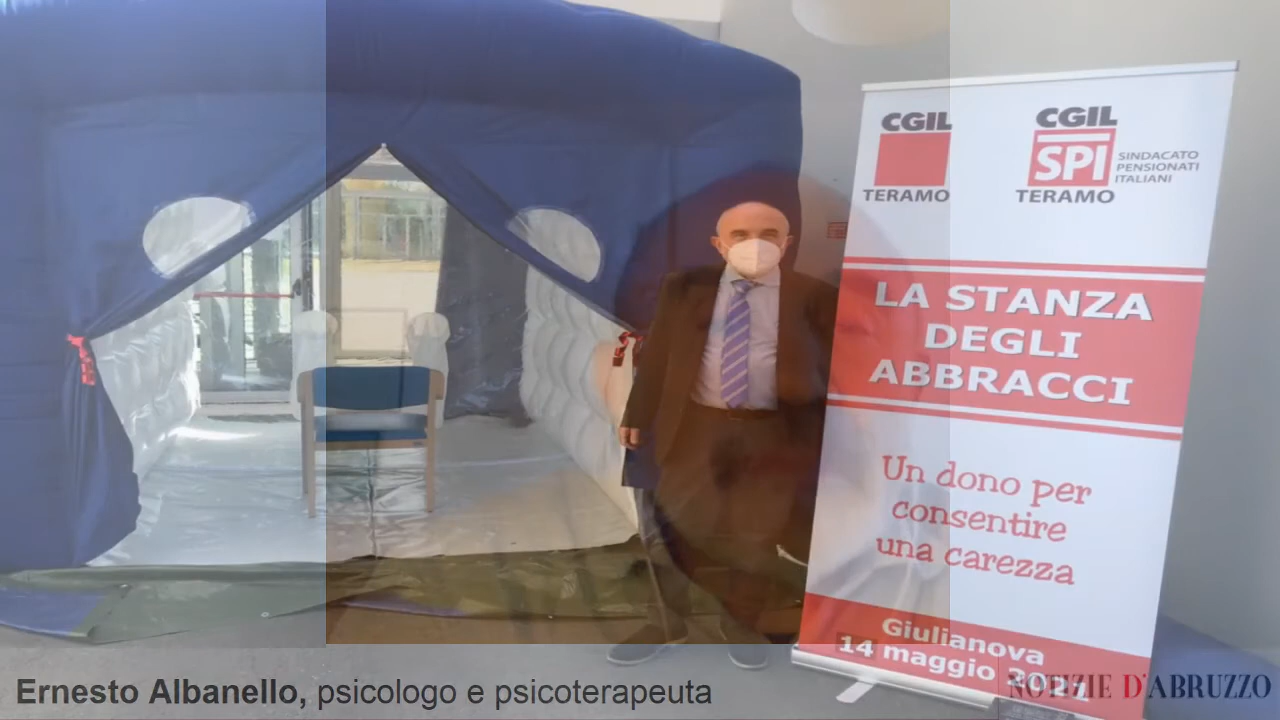 CGIL
TERAMO
CGIL
SPI
SINDACATO
PENSIONATI
ITALIANI
TERAMO
LA STANZA
DEGLI
ABBRACCI
Un dono per
consentire
una carezza
Giulianova
14 maggio 2021
Ernesto Albanello, psicologo e psicoterapeuta
NOTIZIE D'ABRUZZO